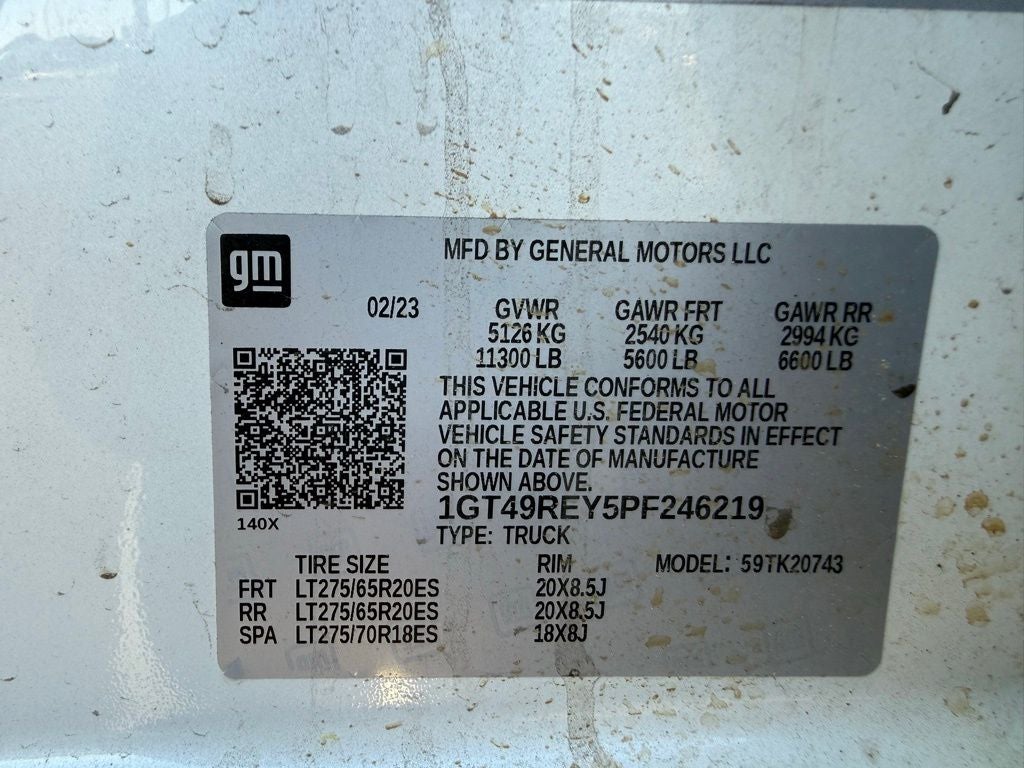 gm
MFD BY GENERAL MOTORS LLC
02/23 GVWR GAWR FRT GAWR RR
5126 KG 2540 KG 2994 KG
11300 LB 5600 LB 6600 LB
THIS VEHICLE CONFORMS TO ALL
APPLICABLE U.S. FEDERAL MOTOR
VEHICLE SAFETY STANDARDS IN EFFECT
ON THE DATE OF MANUFACTURE
SHOWN ABOVE.
1GT49REY5PF246219
140X
TYPE: TRUCK
TIRE SIZE RIM MODEL: 59TK20743
FRT LT275/65R20ES 20X8.5J
RR LT275/65R20ES 20X8.5J
SPA LT275/70R18ES 18X8J